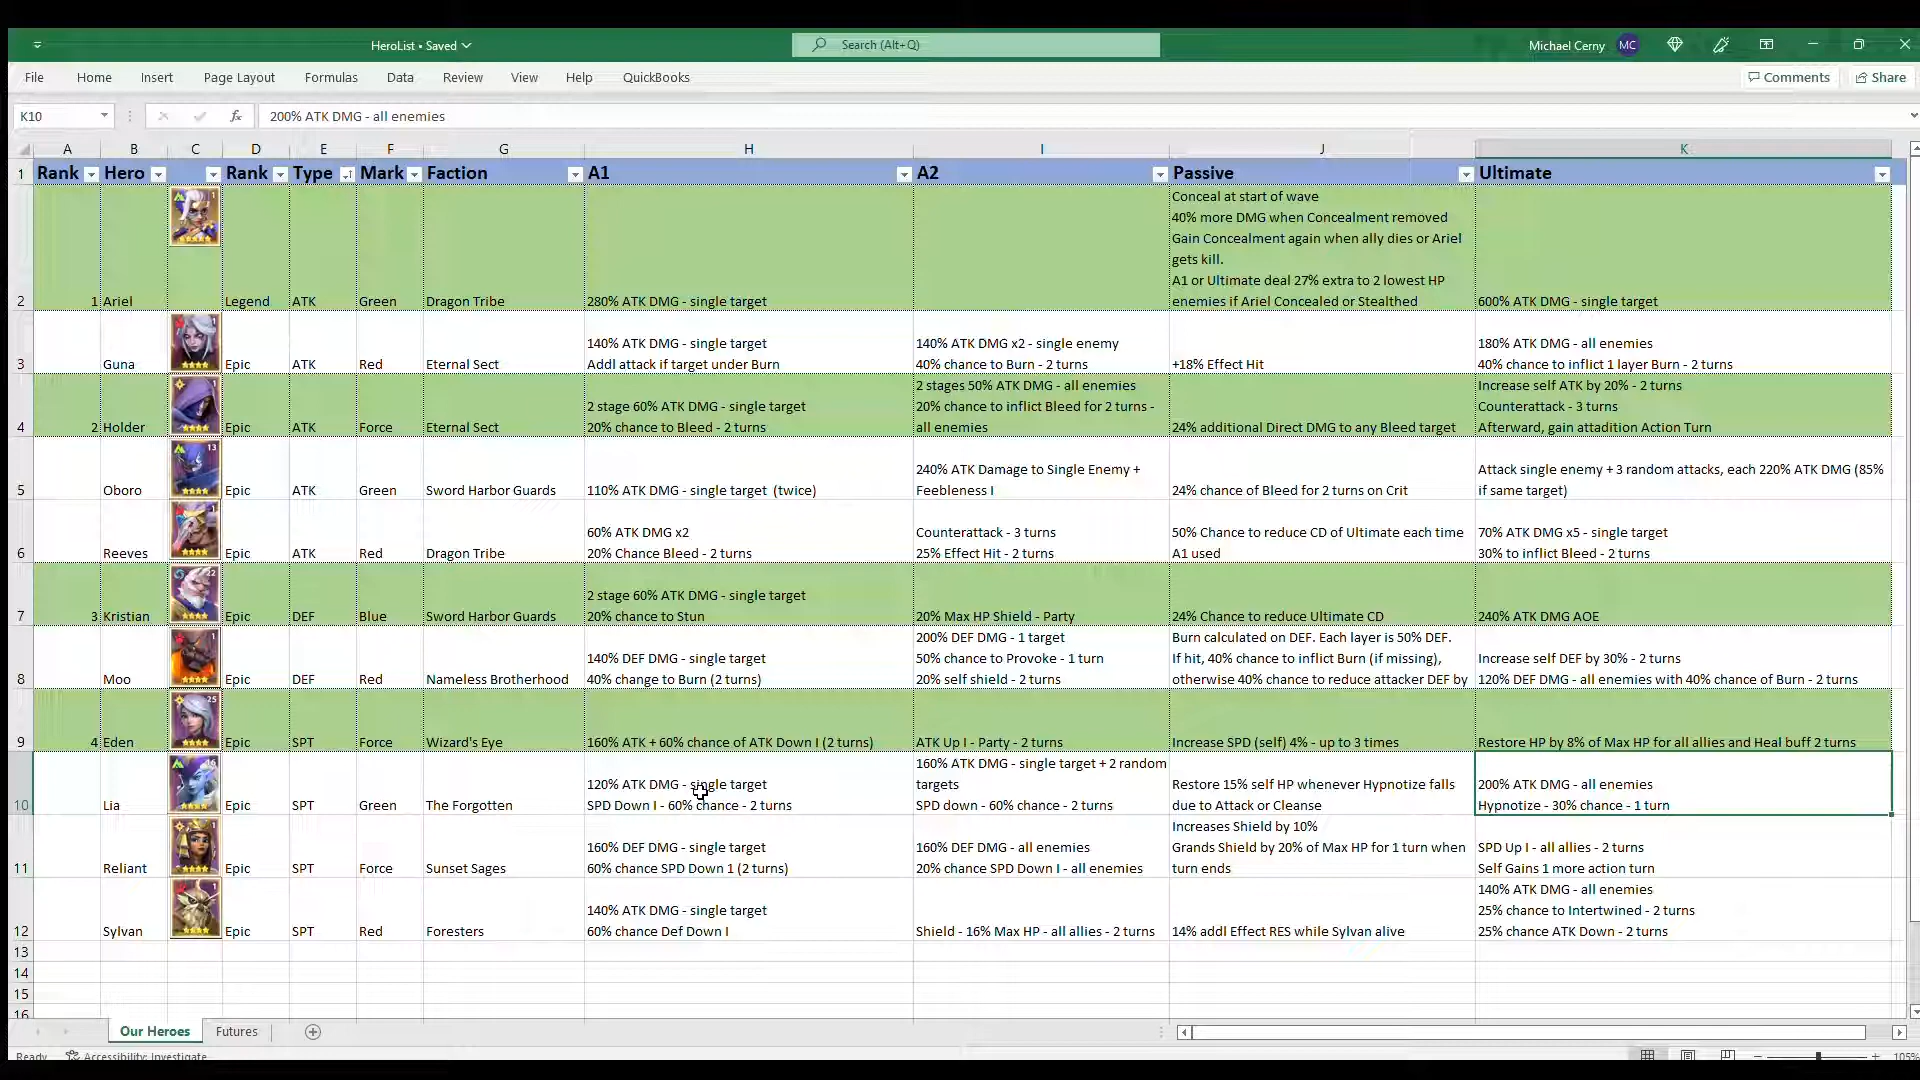 HeroList • Saved
Search (Alt+Q)
Michael Cerny MC
File Home Insert Page Layout Formulas Data Review View Help QuickBooks Comments Share
K10 fx 200% ATK DMG - all enemies
A B C D E F G H I J K
1 Rank Hero Rank Type Mark Faction A1 A2 Passive Ultimate
Conceal at start of wave
40% more DMG when Concealment removed
Gain Concealment again when ally dies or Ariel
gets kill.
A1 or Ultimate deal 27% extra to 2 lowest HP
2 1 Ariel Legend ATK Green Dragon Tribe 280% ATK DMG - single target enemies if Ariel Concealed or Stealthed 600% ATK DMG - single target
140% ATK DMG - single target 140% ATK DMG x2 - single enemy 180% ATK DMG - all enemies
3 Guna Epic ATK Red Eternal Sect Addl attack if target under Burn 40% chance to Burn - 2 turns +18% Effect Hit 40% chance to inflict 1 layer Burn - 2 turns
2 stages 50% ATK DMG - all enemies Increase self ATK by 20% - 2 turns
2 stage 60% ATK DMG - single target 20% chance to inflict Bleed for 2 turns - Counterattack - 3 turns
4 2 Holder Epic ATK Force Eternal Sect 20% chance to Bleed - 2 turns all enemies 24% additional Direct DMG to any Bleed target Afterward, gain attadition Action Turn
240% ATK Damage to Single Enemy + Attack single enemy + 3 random attacks, each 220% ATK DMG (85%
5 Oboro Epic ATK Green Sword Harbor Guards 110% ATK DMG - single target (twice) Feebleness I 24% chance of Bleed for 2 turns on Crit if same target)
60% ATK DMG x2 Counterattack - 3 turns 50% Chance to reduce CD of Ultimate each time 70% ATK DMG x5 - single target
6 Reeves Epic ATK Red Dragon Tribe 20% Chance Bleed - 2 turns 25% Effect Hit - 2 turns A1 used 30% to inflict Bleed - 2 turns
2 stage 60% ATK DMG - single target
7 3 Kristian Epic DEF Blue Sword Harbor Guards 20% chance to Stun 20% Max HP Shield - Party 24% Chance to reduce Ultimate CD 240% ATK DMG AOE
200% DEF DMG - 1 target Burn calculated on DEF. Each layer is 50% DEF.
140% DEF DMG - single target 50% chance to Provoke - 1 turn If hit, 40% chance to inflict Burn (if missing), Increase self DEF by 30% - 2 turns
8 Moo Epic DEF Red Nameless Brotherhood 40% change to Burn (2 turns) 20% self shield - 2 turns otherwise 40% chance to reduce attacker DEF by 120% DEF DMG - all enemies with 40% chance of Burn - 2 turns
9 4 Eden Epic SPT Force Wizard's Eye 160% ATK + 60% chance of ATK Down I (2 turns) ATK Up I - Party - 2 turns Increase SPD (self) 4% - up to 3 times Restore HP by 8% of Max HP for all allies and Heal buff 2 turns
160% ATK DMG - single target + 2 random
120% ATK DMG - single target targets Restore 15% self HP whenever Hypnotize falls 200% ATK DMG - all enemies
10 Lia Epic SPT Green The Forgotten SPD Down I - 60% chance - 2 turns SPD down - 60% chance - 2 turns due to Attack or Cleanse Hypnotize - 30% chance - 1 turn
Increases Shield by 10%
160% DEF DMG - single target 160% DEF DMG - all enemies Grands Shield by 20% of Max HP for 1 turn when SPD Up I - all allies - 2 turns
11 Reliant Epic SPT Force Sunset Sages 60% chance SPD Down 1 (2 turns) 20% chance SPD Down I - all enemies turn ends Self Gains 1 more action turn
140% ATK DMG - all enemies
140% ATK DMG - single target 25% chance to Intertwined - 2 turns
12 Sylvan Epic SPT Red Foresters 60% chance Def Down I Shield - 16% Max HP - all allies - 2 turns 14% addl Effect RES while Sylvan alive 25% chance ATK Down - 2 turns
13
14
15
16
Our Heroes Futures
Ready Accessibility: Investigate 105%